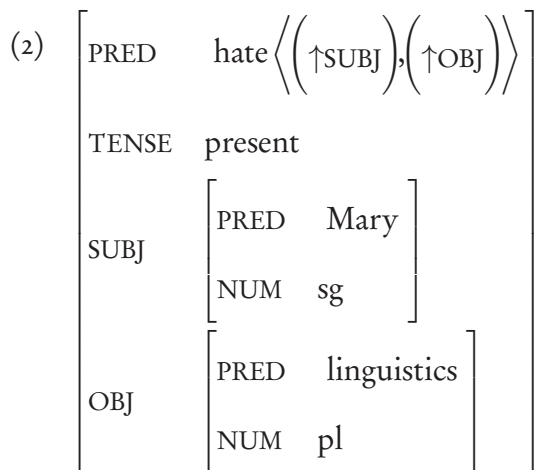 (2) PRED hate⟨(↑SUBJ),(↑OBJ)⟩
TENSE present
SUBJ
PRED Mary
NUM sg
OBJ
PRED linguistics
NUM pl